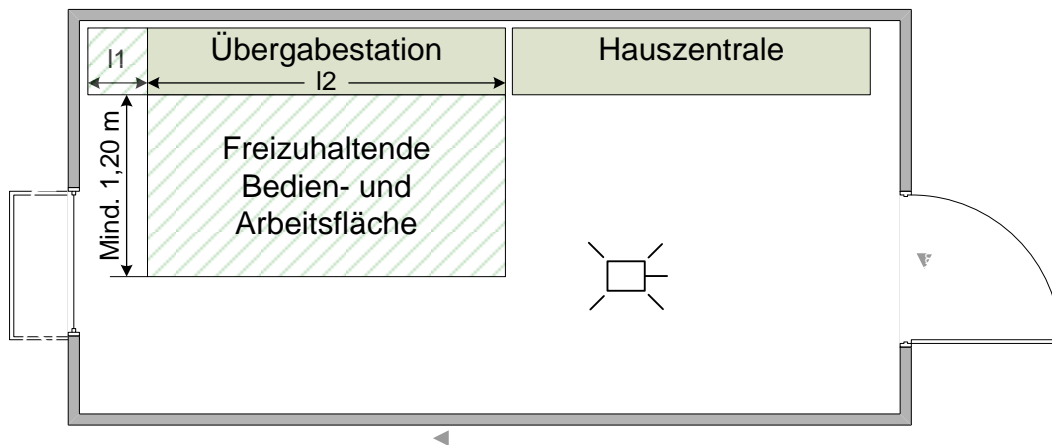 Übergabestation
Hauszentrale
l1
l2
Mind. 1,20 m
Freizuhaltende
Bedien- und
Arbeitsfläche